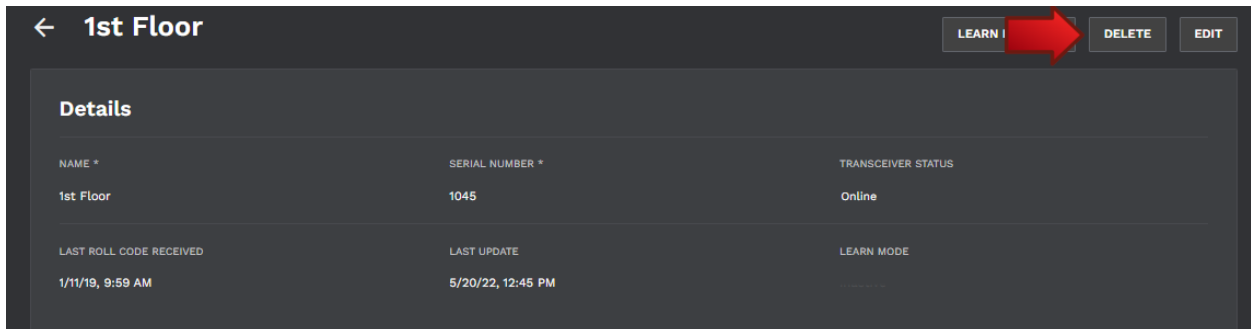 1st Floor
LEARN DELETE EDIT
Details
NAME * SERIAL NUMBER * TRANSCEIVER STATUS
1st Floor 1045 Online
LAST ROLL CODE RECEIVED LAST UPDATE LEARN MODE
1/11/19, 9:59 AM 5/20/22, 12:45 PM